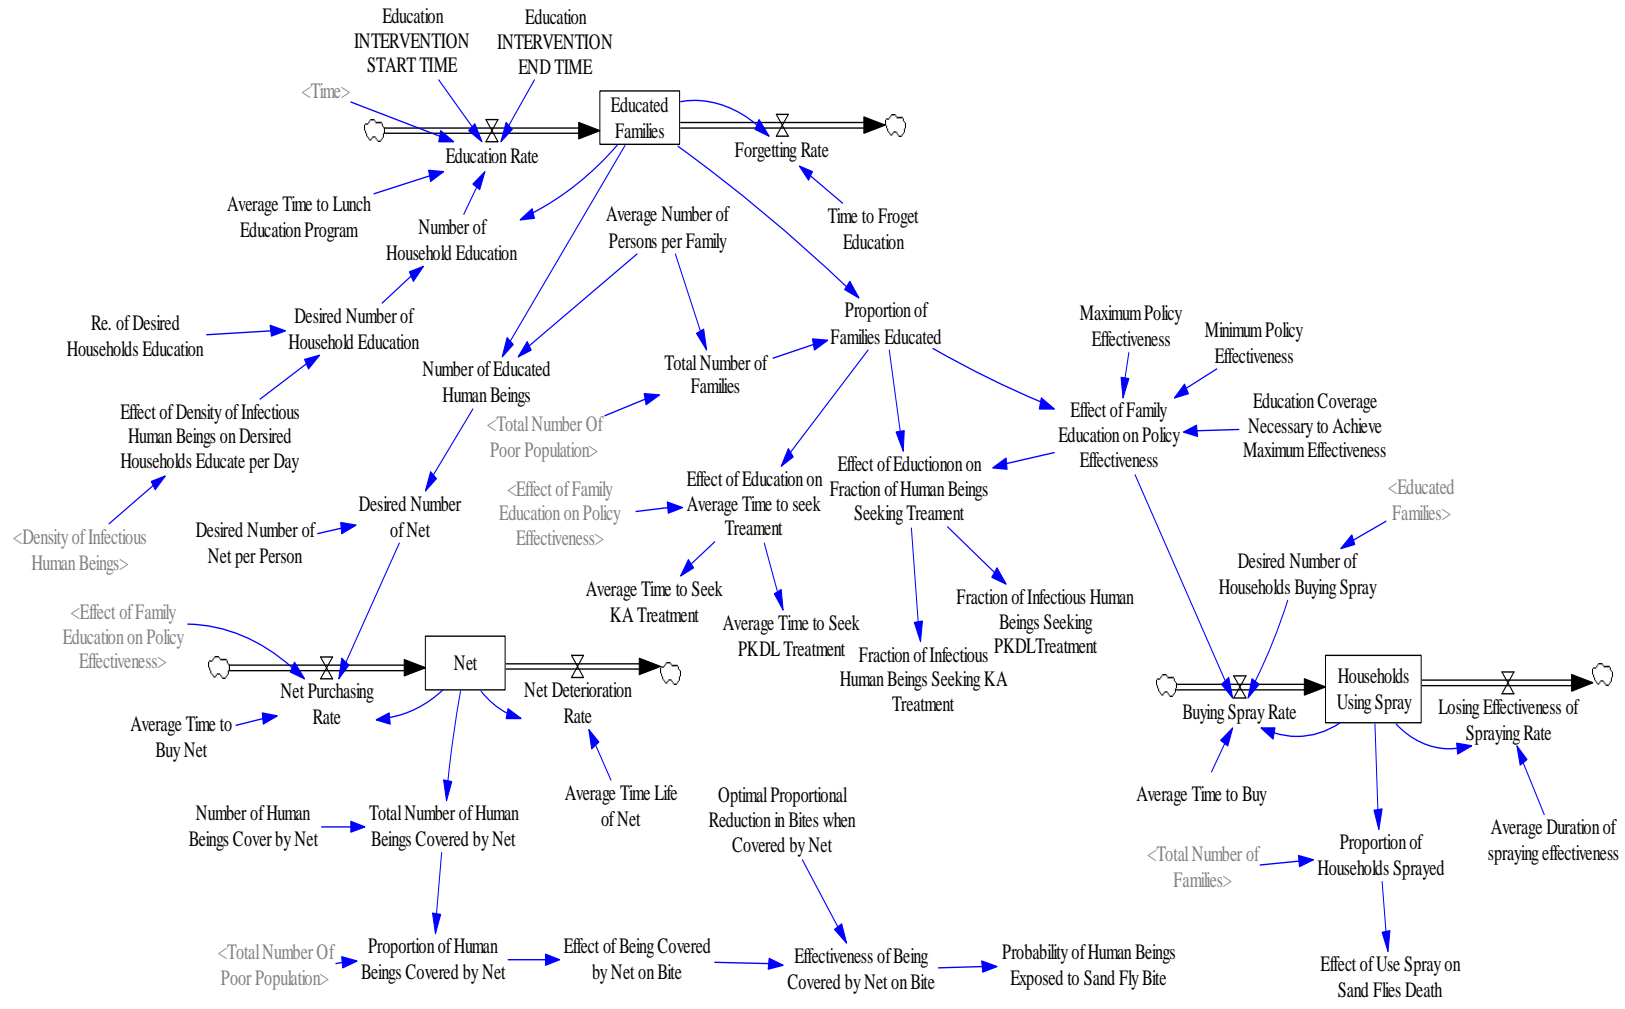 Education
INTERVENTION
START TIME
Education
INTERVENTION
END TIME
<Time>
Educated
Families
Education Rate
Forgetting Rate
Average Time to Lunch
Education Program
Number of
Household Education
Average Number of
Persons per Family
Time to Froget
Education
Re. of Desired
Households Education
Desired Number of
Household Education
Proportion of
Families Educated
Maximum Policy
Effectiveness
Minimum Policy
Effectiveness
Number of Educated
Human Beings
Total Number of
Families
Effect of Density of Infectious
Human Beings on Dersired
Households Educate per Day
<Total Number Of
Poor Population>
Effect of Family
Education on Policy
Effectiveness
Education Coverage
Necessary to Achieve
Maximum Effectiveness
<Density of Infectious
Human Beings>
Desired Number of
Net per Person
Desired Number
of Net
<Effect of Family
Education on Policy
Effectiveness>
Effect of Education on
Average Time to seek
Treament
Effect of Eductionon on
Fraction of Human Beings
Seeking Treament
<Educated
Families>
Desired Number of
Households Buying Spray
Average Time to Seek
KA Treatment
Average Time to Seek
PKDL Treatment
Fraction of Infectious Human
Beings Seeking
PKDLTreatment
Fraction of Infectious
Human Beings Seeking KA
Treatment
<Effect of Family
Education on Policy
Effectiveness>
Net
Net Purchasing
Rate
Net Deterioration
Rate
Average Time to
Buy Net
Households
Using Spray
Buying Spray Rate
Losing Effectiveness of
Spraying Rate
Average Time to Buy
Number of Human
Beings Cover by Net
Total Number of Human
Beings Covered by Net
Average Time Life
of Net
Optimal Proportional
Reduction in Bites when
Covered by Net
Average Duration of
spraying effectiveness
<Total Number of
Families>
Proportion of
Households Sprayed
<Total Number Of
Poor Population>
Proportion of Human
Beings Covered by Net
Effect of Being Covered
by Net on Bite
Effectiveness of Being
Covered by Net on Bite
Probability of Human Beings
Exposed to Sand Fly Bite
Effect of Use Spray on
Sand Flies Death